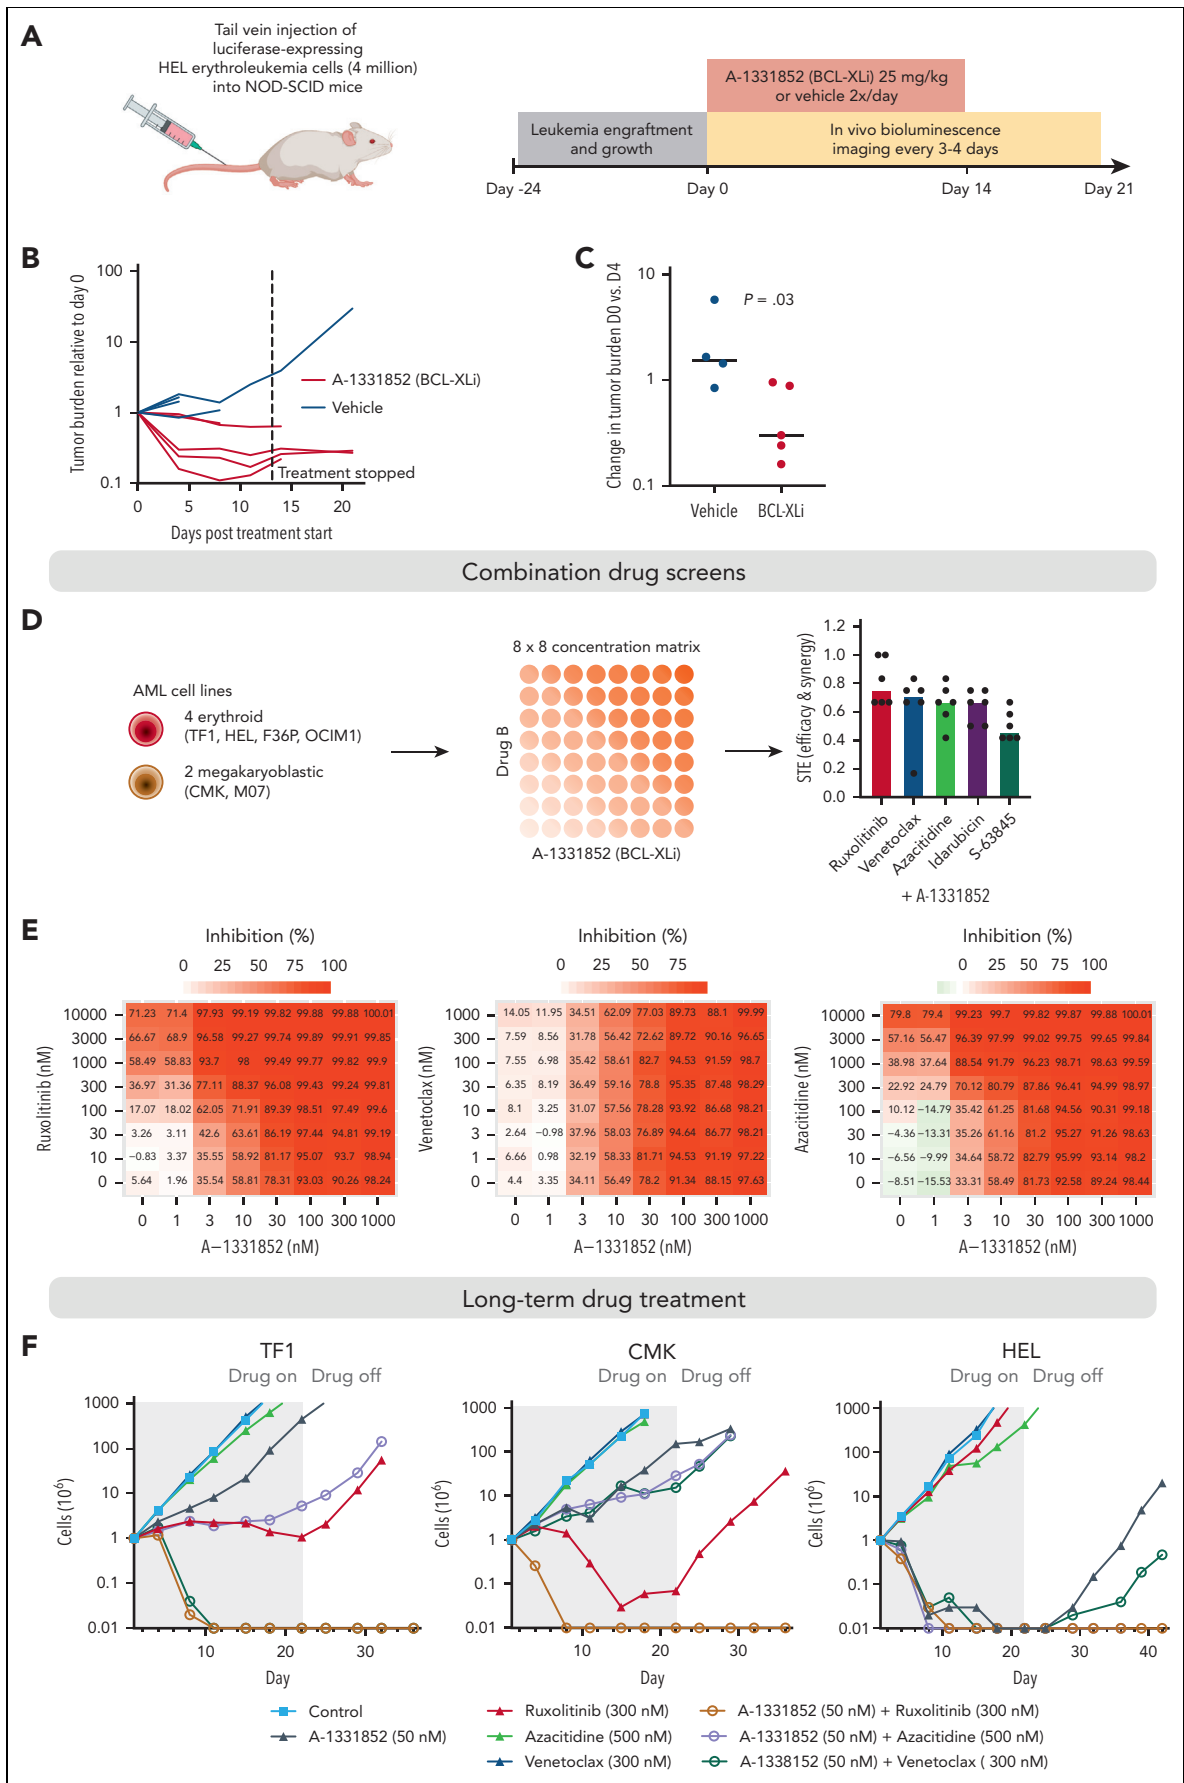 A
Tail vein injection of
luciferase-expressing
HEL erythroleukemia cells (4 million)
into NOD-SCID mice
A-1331852 (BCL-XLi) 25 mg/kg
or vehicle 2x/day
Leukemia engraftment
and growth
In vivo bioluminescence
imaging every 3-4 days
Day -24
Day 0
Day 14
Day 21
B
Tumor burden relative to day 0
100
10
1
0.1
A-1331852 (BCL-XLi)
Vehicle
Treatment stopped
0 5 10 15 20
Days post treatment start
C
Change in tumor burden D0 vs. D4
10
1
0.1
P = .03
Vehicle BCL-XLi
Combination drug screens
D
AML cell lines
4 erythroid
(TF1, HEL, F36P, OCIM1)
2 megakaryoblastic
(CMK, M07)
8 x 8 concentration matrix
Drug B
A-1331852 (BCL-XLi)
STE (efficacy & synergy)
1.2
1.0
0.8
0.6
0.4
0.2
0.0
Ruxolitinib
Venetoclax
Azacitidine
Idarubicin
S-63845
+ A-1331852
E
Inhibition (%)
0 25 50 75 100
Ruxolitinib (nM)
10000 71.23 71.4 97.93 99.19 99.82 99.88 99.88 100.01
3000 66.67 68.9 96.58 99.27 99.74 99.89 99.91 99.85
1000 58.49 58.83 93.7 98 99.49 99.77 99.82 99.9
300 36.97 31.36 77.11 88.37 96.08 99.43 99.24 99.81
100 17.07 18.02 62.05 71.91 89.39 98.51 97.49 99.6
30 3.26 3.11 42.6 63.61 86.19 97.44 94.81 99.19
10 −0.83 3.37 35.55 58.92 81.17 95.07 93.7 98.94
0 5.64 1.96 35.54 58.81 78.31 93.03 90.26 98.24
0 1 3 10 30 100 300 1000
A−1331852 (nM)
Inhibition (%)
0 25 50 75
Venetoclax (nM)
1000 14.05 11.95 34.51 62.09 77.03 89.73 88.1 99.99
300 7.59 8.56 31.78 56.42 72.62 89.72 90.16 96.65
100 7.55 6.98 35.42 58.61 82.7 94.53 91.59 98.7
30 6.35 8.19 36.49 59.16 78.8 95.35 87.48 98.29
10 8.1 3.25 31.07 57.56 78.28 93.92 86.68 98.21
3 2.64 −0.98 37.96 58.03 76.89 94.64 86.77 98.21
1 6.66 0.98 32.19 58.33 81.71 94.53 91.19 97.22
0 4.4 3.35 34.11 56.49 78.2 91.34 88.15 97.63
0 1 3 10 30 100 300 1000
A−1331852 (nM)
Inhibition (%)
0 25 50 75 100
Azacitidine (nM)
10000 79.8 79.4 99.23 99.7 99.82 99.87 99.88 100.01
3000 57.16 56.47 96.39 97.99 99.02 99.75 99.65 99.84
1000 38.98 37.64 88.54 91.79 96.23 98.71 98.63 99.59
300 22.92 24.79 70.12 80.79 87.86 96.41 94.99 98.97
100 10.12 −14.79 35.42 61.25 81.68 94.56 90.31 99.18
30 −4.36 −13.31 35.26 61.16 81.2 95.27 91.26 98.63
10 −6.56 −9.99 34.64 58.72 82.79 95.99 93.14 98.2
0 −8.51 −15.53 33.31 58.49 81.73 92.58 89.24 98.44
0 1 3 10 30 100 300 1000
A−1331852 (nM)
Long-term drug treatment
F
TF1
Drug on Drug off
Cells (10⁶)
1000
100
10
1
0.1
0.01
10 20 30
Day
CMK
Drug on Drug off
Cells (10⁶)
1000
100
10
1
0.1
0.01
10 20 30
Day
HEL
Drug on Drug off
Cells (10⁶)
1000
100
10
1
0.1
0.01
10 20 30 40
Day
Control
A-1331852 (50 nM)
Ruxolitinib (300 nM)
Azacitidine (500 nM)
Venetoclax (300 nM)
A-1331852 (50 nM) + Ruxolitinib (300 nM)
A-1331852 (50 nM) + Azacitidine (500 nM)
A-1338152 (50 nM) + Venetoclax ( 300 nM)